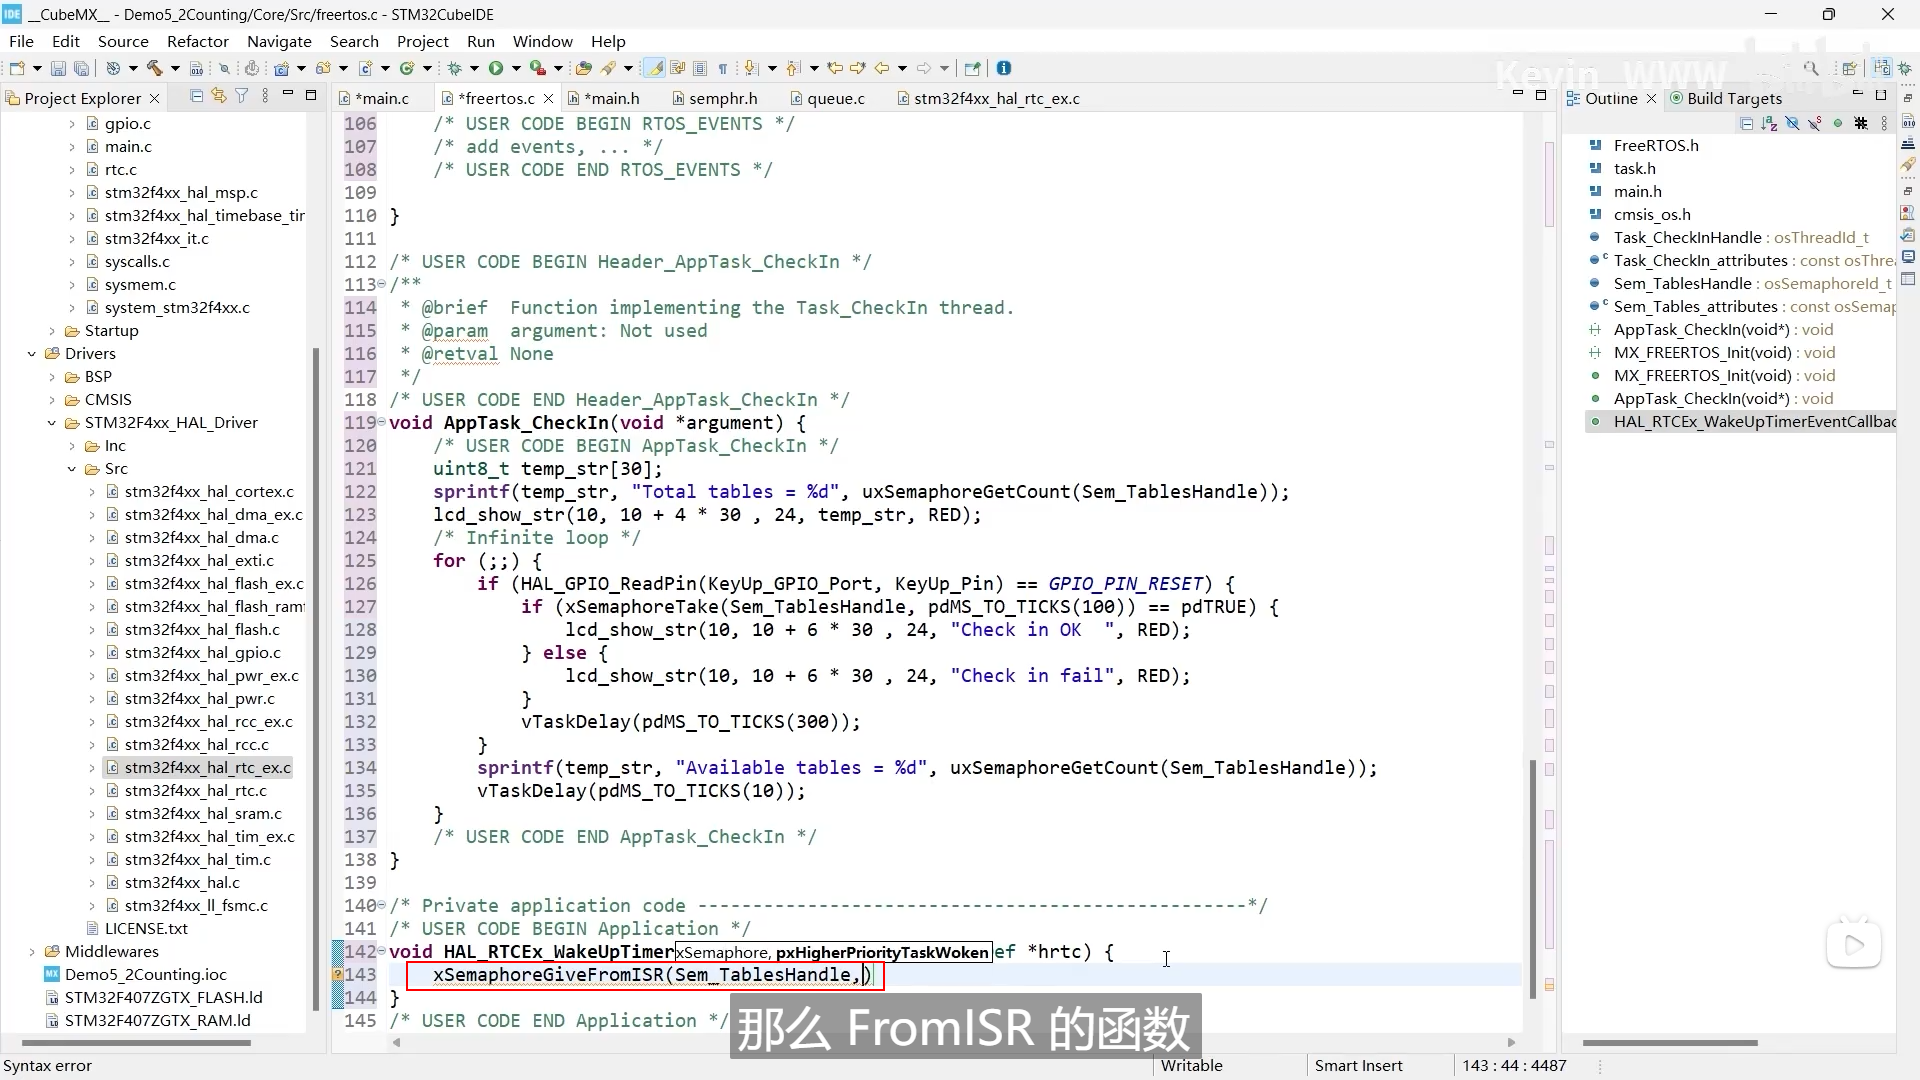 __CubeMX__ - Demo5_2Counting/Core/Src/freertos.c - STM32CubeIDE
File Edit Source Refactor Navigate Search Project Run Window Help
Kevin_WWW
Project Explorer
*main.c
*freertos.c
*main.h
semphr.h
queue.c
stm32f4xx_hal_rtc_ex.c
Outline
Build Targets
gpio.c
main.c
rtc.c
stm32f4xx_hal_msp.c
stm32f4xx_hal_timebase_tir
stm32f4xx_it.c
syscalls.c
sysmem.c
system_stm32f4xx.c
Startup
Drivers
BSP
CMSIS
STM32F4xx_HAL_Driver
Inc
Src
stm32f4xx_hal_cortex.c
stm32f4xx_hal_dma_ex.c
stm32f4xx_hal_dma.c
stm32f4xx_hal_exti.c
stm32f4xx_hal_flash_ex.c
stm32f4xx_hal_flash_ramf
stm32f4xx_hal_flash.c
stm32f4xx_hal_gpio.c
stm32f4xx_hal_pwr_ex.c
stm32f4xx_hal_pwr.c
stm32f4xx_hal_rcc_ex.c
stm32f4xx_hal_rcc.c
stm32f4xx_hal_rtc_ex.c
stm32f4xx_hal_rtc.c
stm32f4xx_hal_sram.c
stm32f4xx_hal_tim_ex.c
stm32f4xx_hal_tim.c
stm32f4xx_hal.c
stm32f4xx_ll_fsmc.c
LICENSE.txt
Middlewares
Demo5_2Counting.ioc
STM32F407ZGTX_FLASH.ld
STM32F407ZGTX_RAM.ld
106 /* USER CODE BEGIN RTOS_EVENTS */
107 /* add events, ... */
108 /* USER CODE END RTOS_EVENTS */
109
110 }
111
112 /* USER CODE BEGIN Header_AppTask_CheckIn */
113 /**
114 * @brief  Function implementing the Task_CheckIn thread.
115 * @param  argument: Not used
116 * @retval None
117 */
118 /* USER CODE END Header_AppTask_CheckIn */
119 void AppTask_CheckIn(void *argument) {
120 /* USER CODE BEGIN AppTask_CheckIn */
121 uint8_t temp_str[30];
122 sprintf(temp_str, "Total tables = %d", uxSemaphoreGetCount(Sem_TablesHandle));
123 lcd_show_str(10, 10 + 4 * 30 , 24, temp_str, RED);
124 /* Infinite loop */
125 for (;;) {
126 if (HAL_GPIO_ReadPin(KeyUp_GPIO_Port, KeyUp_Pin) == GPIO_PIN_RESET) {
127 if (xSemaphoreTake(Sem_TablesHandle, pdMS_TO_TICKS(100)) == pdTRUE) {
128 lcd_show_str(10, 10 + 6 * 30 , 24, "Check in OK  ", RED);
129 } else {
130 lcd_show_str(10, 10 + 6 * 30 , 24, "Check in fail", RED);
131 }
132 vTaskDelay(pdMS_TO_TICKS(300));
133 }
134 sprintf(temp_str, "Available tables = %d", uxSemaphoreGetCount(Sem_TablesHandle));
135 vTaskDelay(pdMS_TO_TICKS(10));
136 }
137 /* USER CODE END AppTask_CheckIn */
138 }
139
140 /* Private application code --------------------------------------------------*/
141 /* USER CODE BEGIN Application */
142 void HAL_RTCEx_WakeUpTimer xSemaphore, pxHigherPriorityTaskWoken ef *hrtc) {
143 xSemaphoreGiveFromISR(Sem_TablesHandle,)
144 }
145 /* USER CODE END Application */
那么 FromISR 的函数
FreeRTOS.h
task.h
main.h
cmsis_os.h
Task_CheckInHandle : osThreadId_t
Task_CheckIn_attributes : const osThrea
Sem_TablesHandle : osSemaphoreId_t
Sem_Tables_attributes : const osSemap
AppTask_CheckIn(void*) : void
MX_FREERTOS_Init(void) : void
MX_FREERTOS_Init(void) : void
AppTask_CheckIn(void*) : void
HAL_RTCEx_WakeUpTimerEventCallbac
Syntax error
Writable
Smart Insert
143 : 44 : 4487